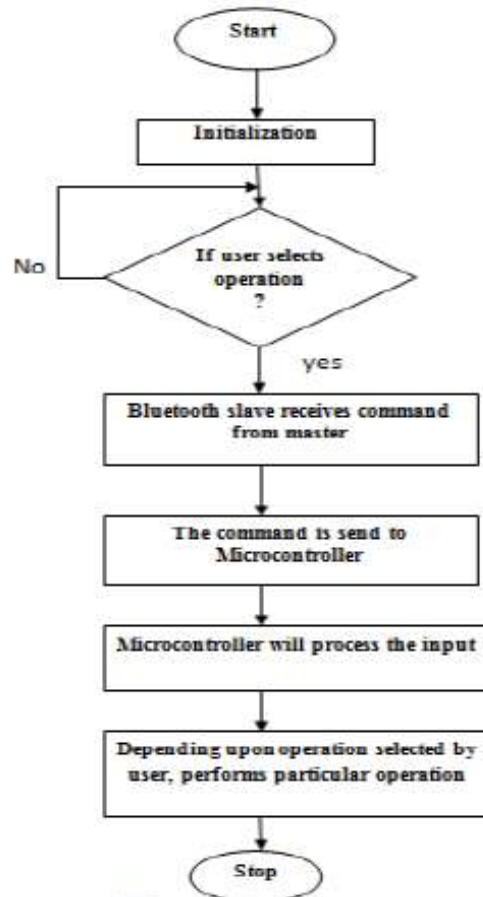 Start
Initialization
If user selects
operation
?
No
yes
Bluetooth slave receives command
from master
The command is send to
Microcontroller
Microcontroller will process the input
Depending upon operation selected by
user, performs particular operation
Stop